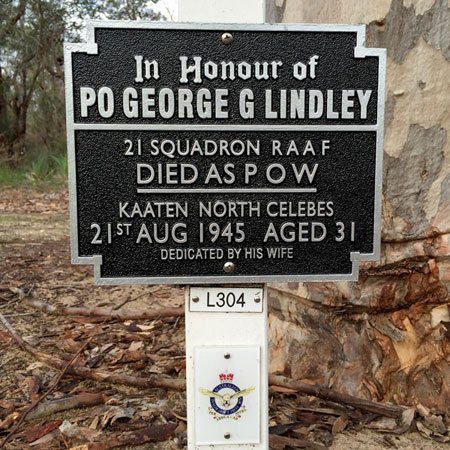 In Honour of
PO GEORGE G LINDLEY
21 SQUADRON RAAF
DIED AS P O W
KAATEN NORTH CELEBES
21ST AUG 1945 AGED 31
DEDICATED BY HIS WIFE
L304